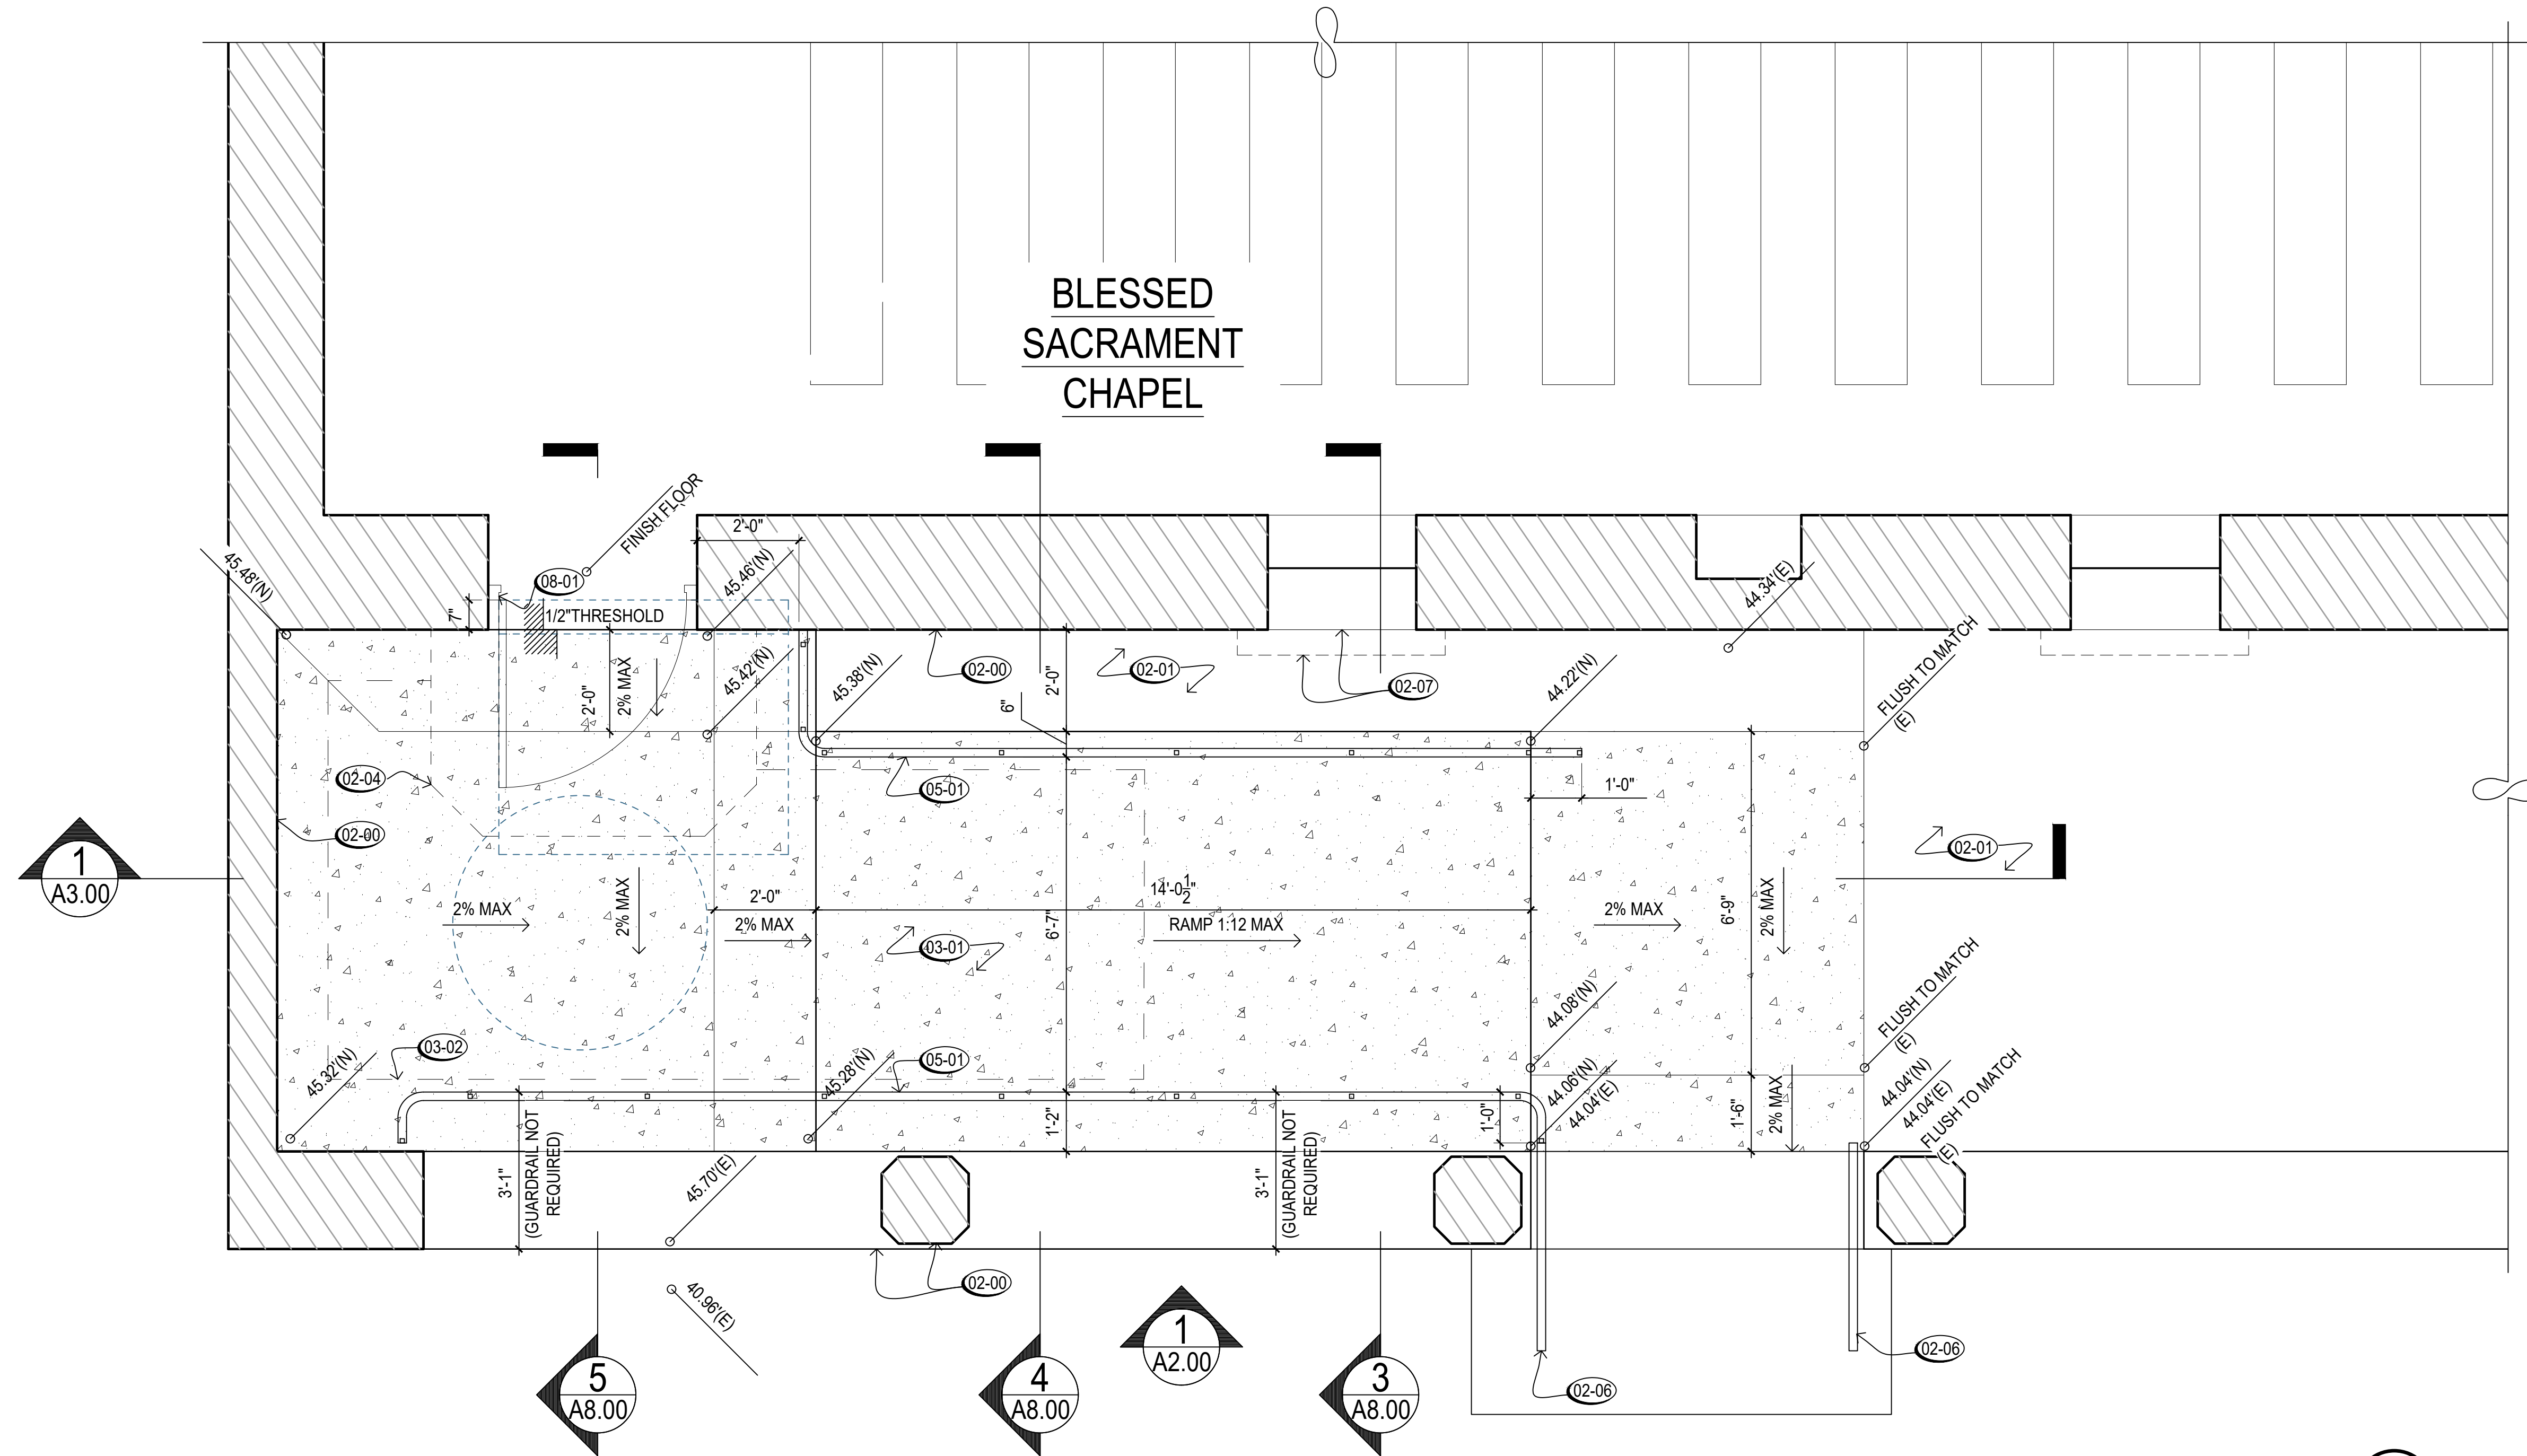 BLESSED
SACRAMENT
CHAPEL
FINISH FLOOR
2'-0"
45.48'(N)
08-01
45.46'(N)
44.34'(E)
7"
1/2"THRESHOLD
FLUSH TO MATCH
(E)
2'-0"
2% MAX
45.42'(N)
45.38'(N)
02-00
02-01
2'-0"
6"
02-07
44.22'(N)
02-04
05-01
1'-0"
02-00
02-01
1
A3.00
2% MAX
2% MAX
2'-0"
2% MAX
14'-0 1/2"
RAMP 1:12 MAX
6'-7"
2% MAX
6'-9"
2% MAX
03-01
FLUSH TO MATCH
(E)
44.08'(N)
03-02
45.32'(N)
45.28'(N)
05-01
44.06'(N)
44.04'(E)
44.04'(N)
44.04'(E)
FLUSH TO MATCH
(E)
1'-2"
1'-0"
1'-6"
2% MAX
3'-1"
(GUARDRAIL NOT
REQUIRED)
45.70'(E)
3'-1"
(GUARDRAIL NOT
REQUIRED)
02-00
40.96'(E)
1
A2.00
02-06
02-06
5
A8.00
4
A8.00
3
A8.00